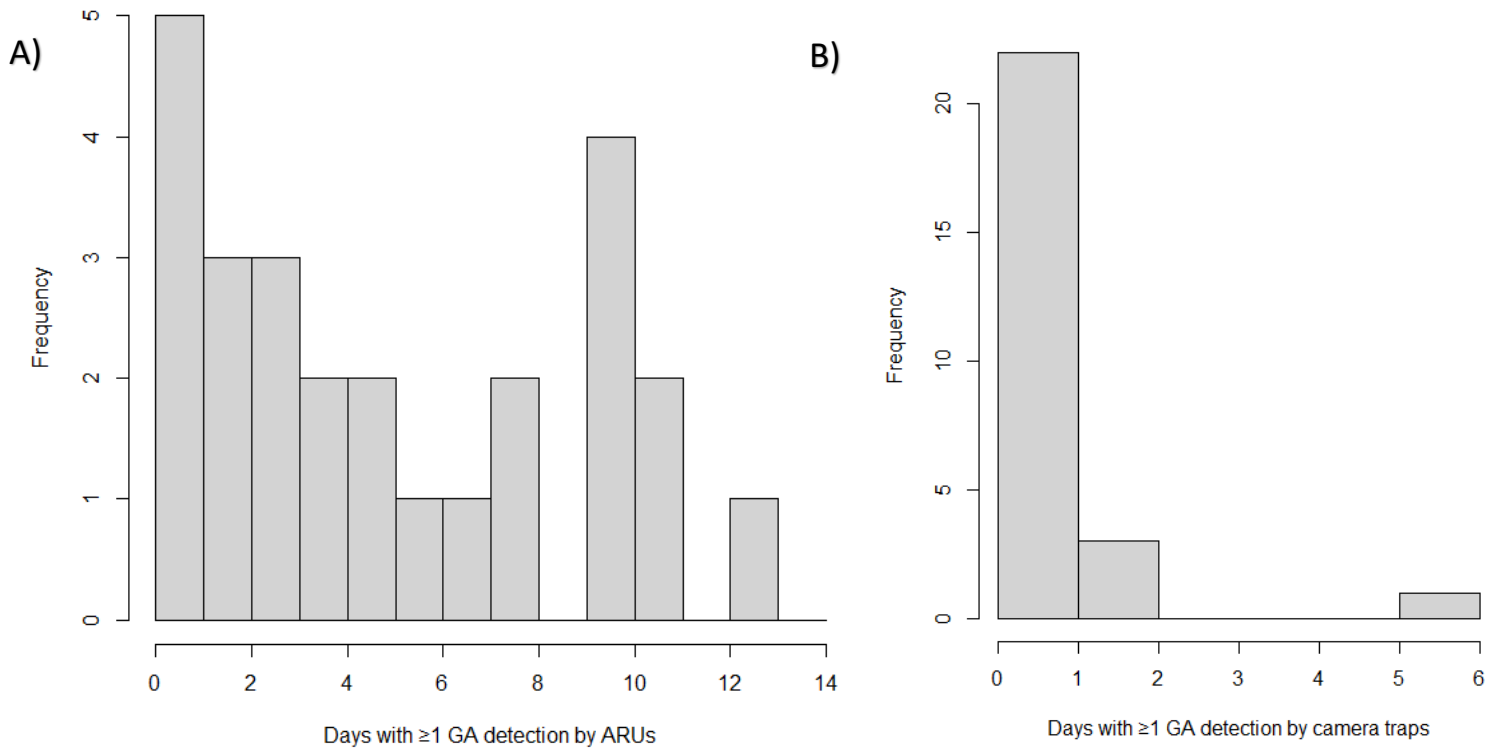 A)
Frequency
0
1
2
3
4
5
0 2 4 6 8 10 12 14
Days with ≥1 GA detection by ARUs
B)
Frequency
0
5
10
15
20
0 1 2 3 4 5 6
Days with ≥1 GA detection by camera traps